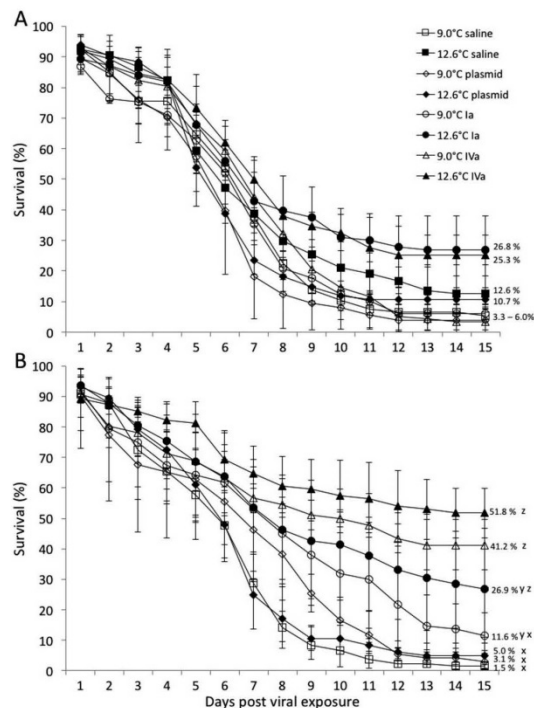 A
100
90
80
70
60
50
40
30
20
10
0
Survival (%)
9.0°C saline
12.6°C saline
9.0°C plasmid
12.6°C plasmid
9.0°C Ia
12.6°C Ia
9.0°C IVa
12.6°C IVa
26.8 %
25.3 %
12.6 %
10.7 %
3.3 – 6.0%
1 2 3 4 5 6 7 8 9 10 11 12 13 14 15
B
100
90
80
70
60
50
40
30
20
10
0
Survival (%)
51.8 % z
41.2 % z
26.9 % y z
11.6 % y x
5.0 % x
3.1 % x
1.5 % x
1 2 3 4 5 6 7 8 9 10 11 12 13 14 15
Days post viral exposure